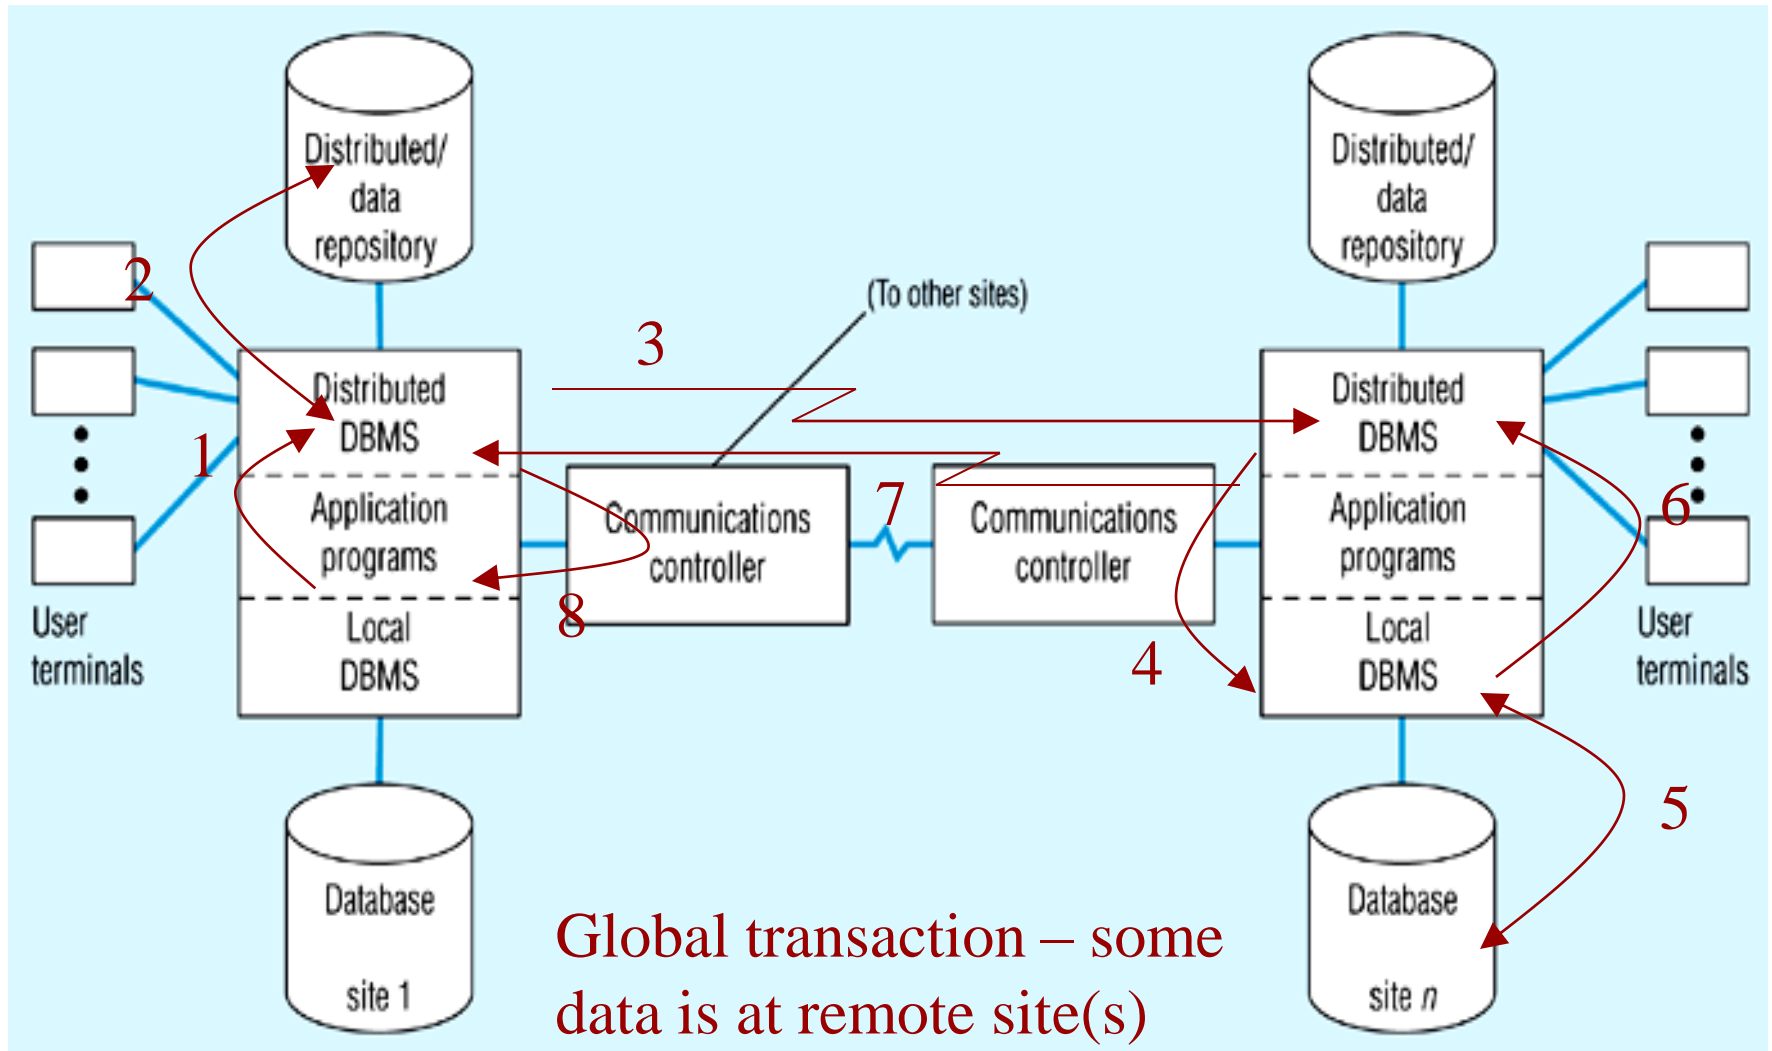 Distributed/
data
repository
Distributed/
data
repository
2
(To other sites)
3
Distributed
DBMS
Distributed
DBMS
1
7
6
Application
programs
Communications
controller
Communications
controller
Application
programs
8
User
terminals
Local
DBMS
4
Local
DBMS
User
terminals
5
Database
site 1
Database
site n
Global transaction – some
data is at remote site(s)